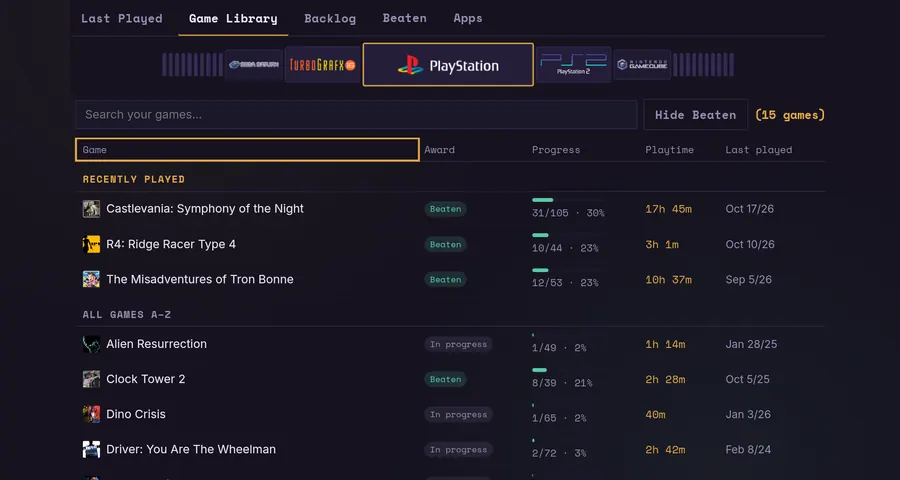 Last Played Game Library Backlog Beaten Apps
SEGA SATURN TURBOGRAFX 16 PlayStation PS2 PlayStation 2 NINTENDO GAMECUBE
Search your games... Hide Beaten (15 games)
Game Award Progress Playtime Last played
RECENTLY PLAYED
Castlevania: Symphony of the Night Beaten 31/105 · 30% 17h 45m Oct 17/26
R4: Ridge Racer Type 4 Beaten 10/44 · 23% 3h 1m Oct 10/26
The Misadventures of Tron Bonne Beaten 12/53 · 23% 10h 37m Sep 5/26
ALL GAMES A–Z
Alien Resurrection In progress 1/49 · 2% 1h 14m Jan 28/25
Clock Tower 2 Beaten 8/39 · 21% 2h 28m Oct 5/25
Dino Crisis In progress 1/65 · 2% 40m Jan 3/26
Driver: You Are The Wheelman In progress 2/72 · 3% 2h 42m Feb 8/24